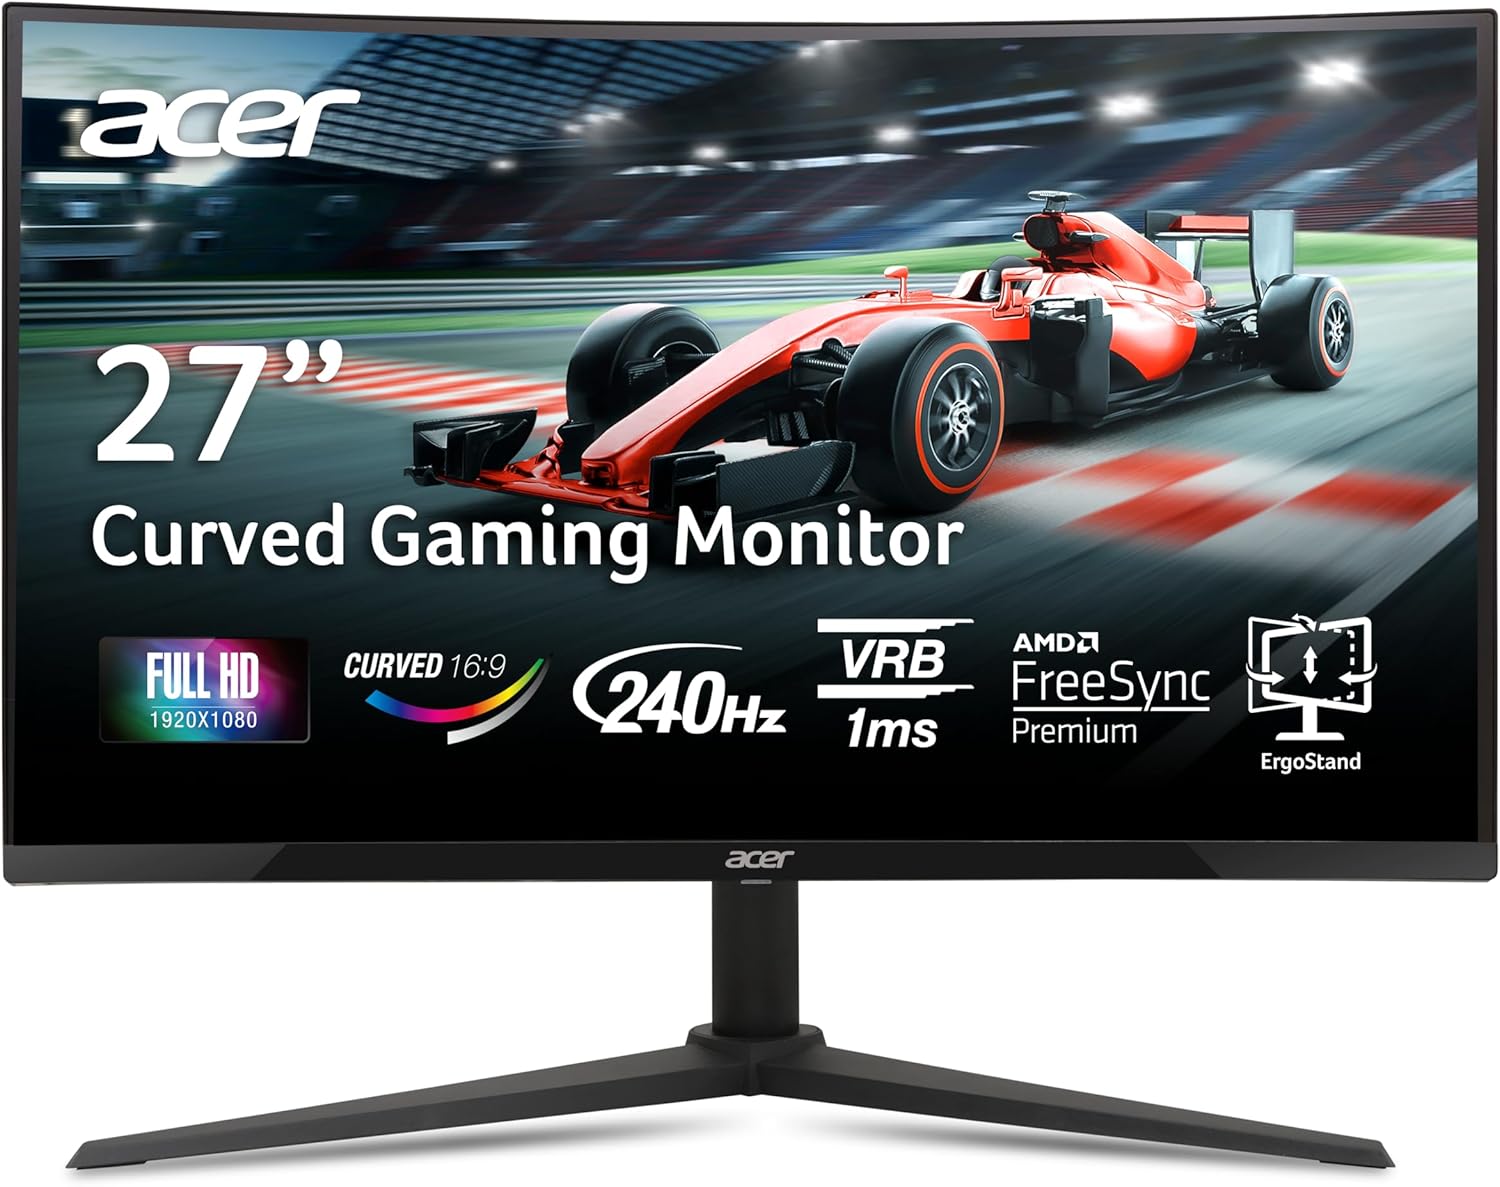 acer
27”
Curved Gaming Monitor
FULL HD
1920X1080
CURVED 16:9
240Hz
VRB
1ms
AMD
FreeSync
Premium
ErgoStand
acer